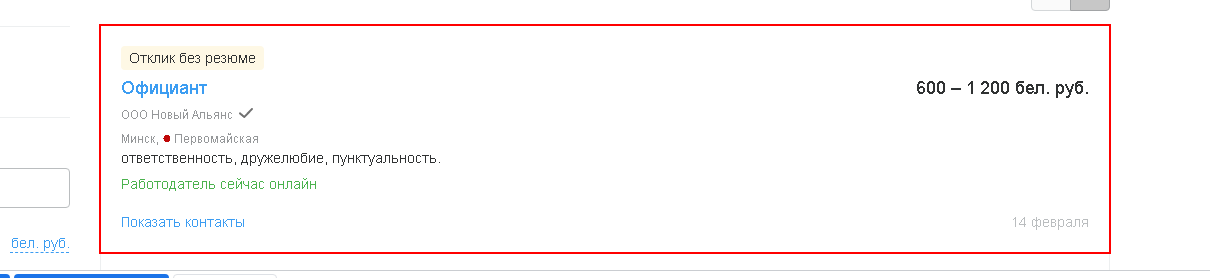 Отклик без резюме
Официант
600 – 1 200 бел. руб.
ООО Новый Альянс
Минск, Первомайская
ответственность, дружелюбие, пунктуальность.
Работодатель сейчас онлайн
Показать контакты
14 февраля
бел. руб.